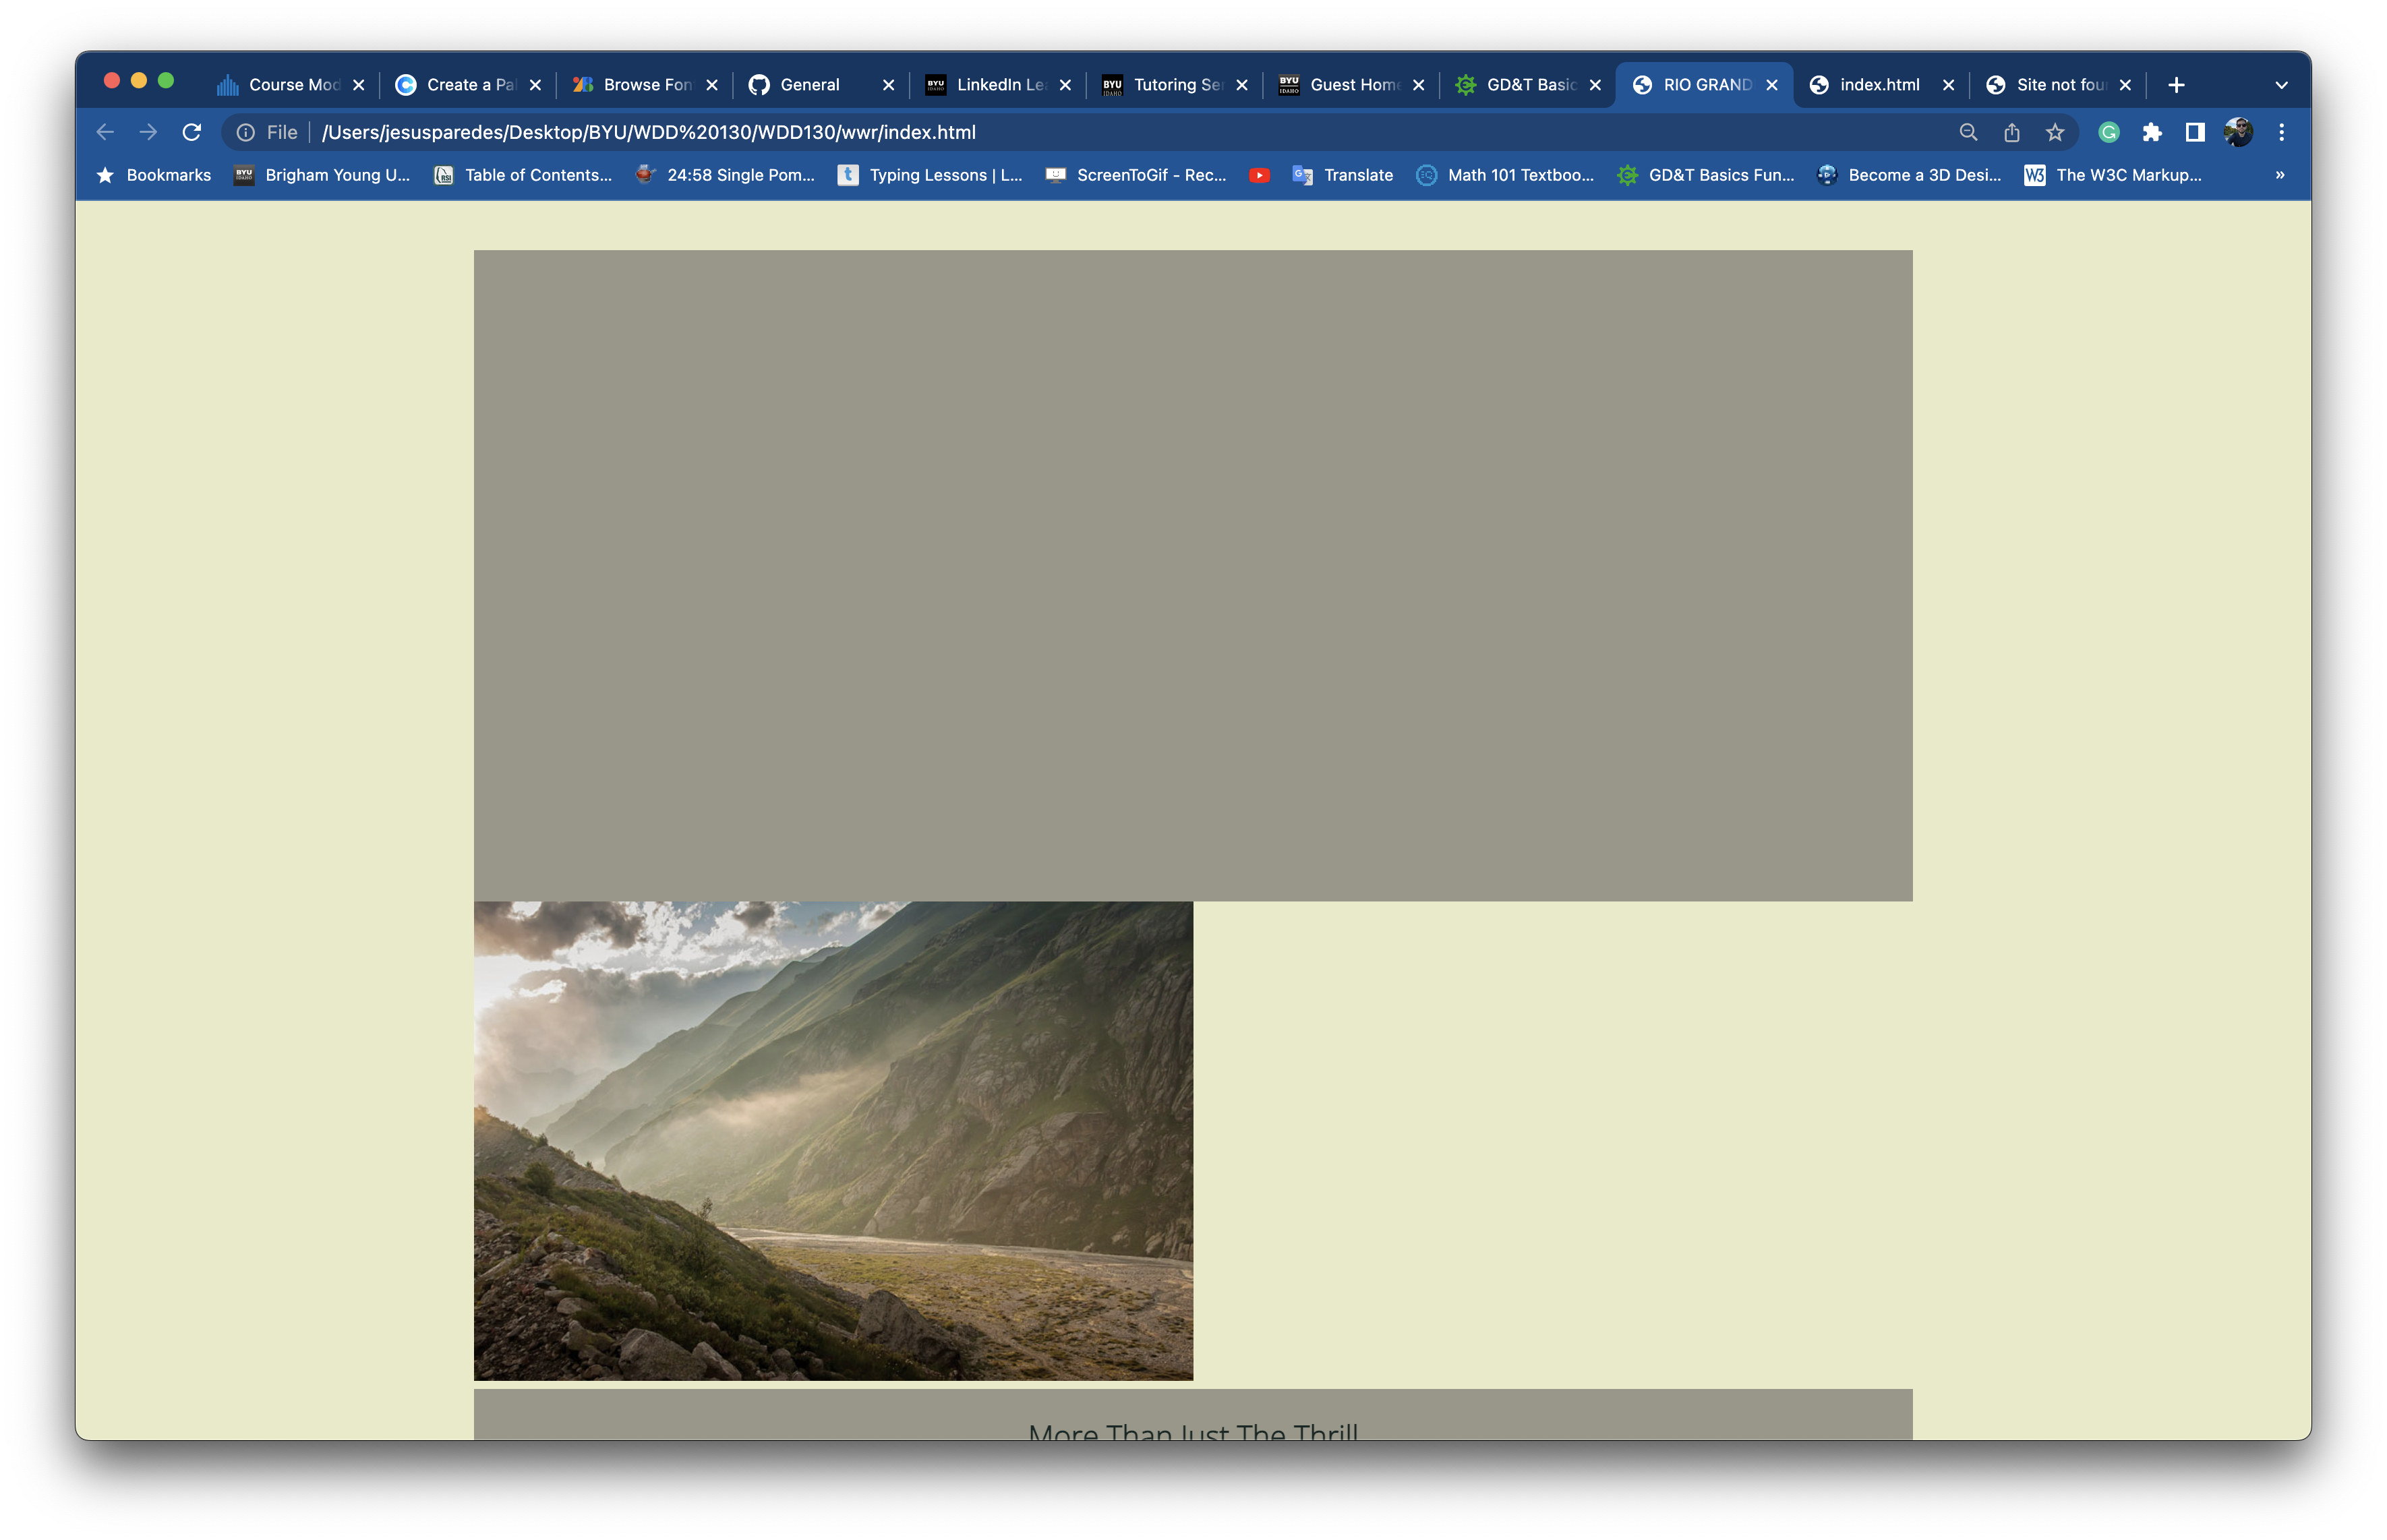 Course Mod
Create a Pal
Browse Fon
General
LinkedIn Le
Tutoring Se
Guest Home
GD&T Basic
RIO GRAND
index.html
Site not fou
File
/Users/jesusparedes/Desktop/BYU/WDD%20130/WDD130/wwr/index.html
Bookmarks
Brigham Young U...
Table of Contents...
24:58 Single Pom...
Typing Lessons | L...
ScreenToGif - Rec...
Translate
Math 101 Textboo...
GD&T Basics Fun...
Become a 3D Desi...
The W3C Markup...
More Than Just The Thrill